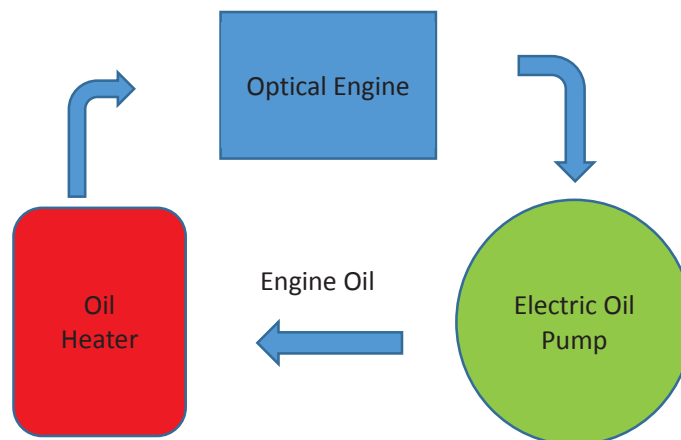 Optical Engine
Engine Oil
Oil
Heater
Electric Oil
Pump